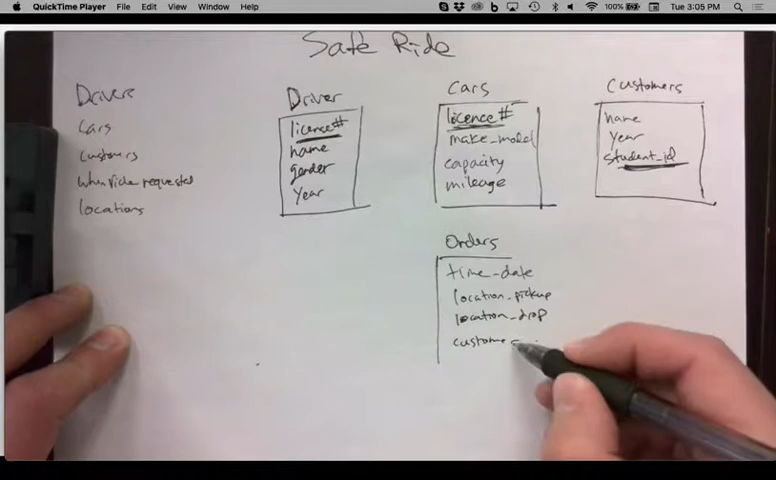 QuickTime Player File Edit View Window Help 100% Tue 3:05 PM
Safe Ride
Drivers
Cars
Customers
when ride requested
locations
Driver
licence#
name
gender
year
Cars
licence#
make_model
capacity
mileage
Customers
name
year
student_id
Orders
time_date
location_pickup
location_drop
custome